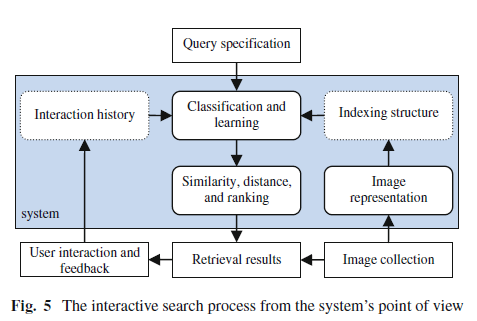 Query specification
Interaction history
Classification and
learning
Indexing structure
Similarity, distance,
and ranking
Image
representation
system
User interaction and
feedback
Retrieval results
Image collection
Fig. 5 The interactive search process from the system's point of view